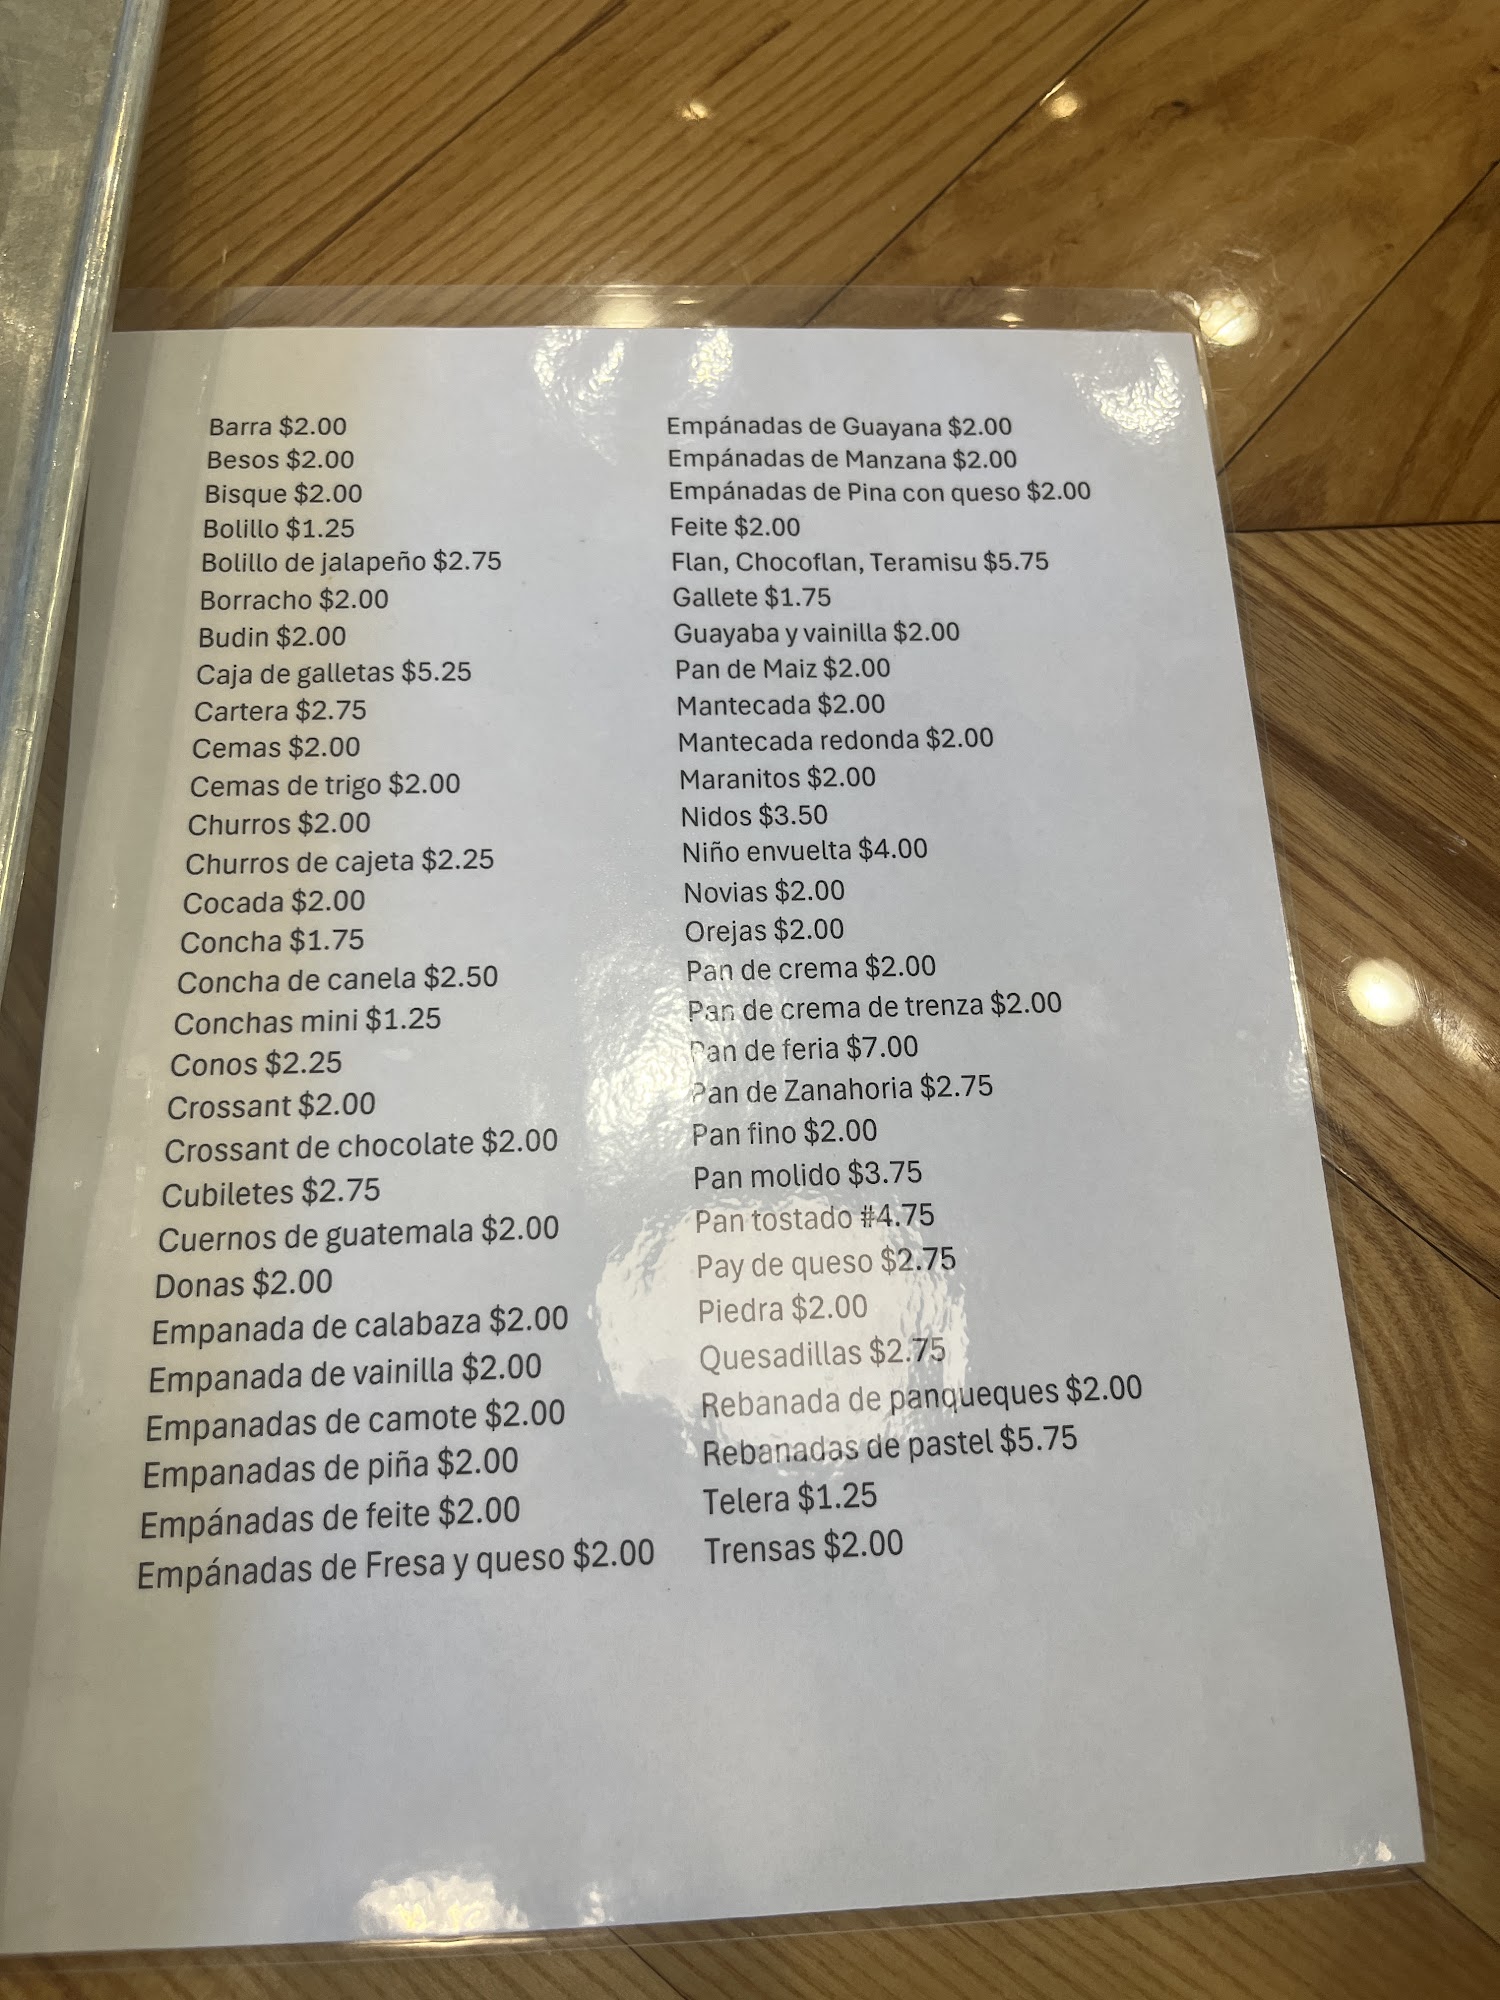 Barra $2.00
Besos $2.00
Bisque $2.00
Bolillo $1.25
Bolillo de jalapeño $2.75
Borracho $2.00
Budin $2.00
Caja de galletas $5.25
Cartera $2.75
Cemas $2.00
Cemas de trigo $2.00
Churros $2.00
Churros de cajeta $2.25
Cocada $2.00
Concha $1.75
Concha de canela $2.50
Conchas mini $1.25
Conos $2.25
Crossant $2.00
Crossant de chocolate $2.00
Cubiletes $2.75
Cuernos de guatemala $2.00
Donas $2.00
Empanada de calabaza $2.00
Empanada de vainilla $2.00
Empanadas de camote $2.00
Empanadas de piña $2.00
Empánadas de feite $2.00
Empánadas de Fresa y queso $2.00
Empánadas de Guayana $2.00
Empánadas de Manzana $2.00
Empánadas de Pina con queso $2.00
Feite $2.00
Flan, Chocoflan, Teramisu $5.75
Gallete $1.75
Guayaba y vainilla $2.00
Pan de Maiz $2.00
Mantecada $2.00
Mantecada redonda $2.00
Maranitos $2.00
Nidos $3.50
Niño envuelta $4.00
Novias $2.00
Orejas $2.00
Pan de crema $2.00
Pan de crema de trenza $2.00
Pan de feria $7.00
Pan de Zanahoria $2.75
Pan fino $2.00
Pan molido $3.75
Pan tostado #4.75
Pay de queso $2.75
Piedra $2.00
Quesadillas $2.75
Rebanada de panqueques $2.00
Rebanadas de pastel $5.75
Telera $1.25
Trensas $2.00